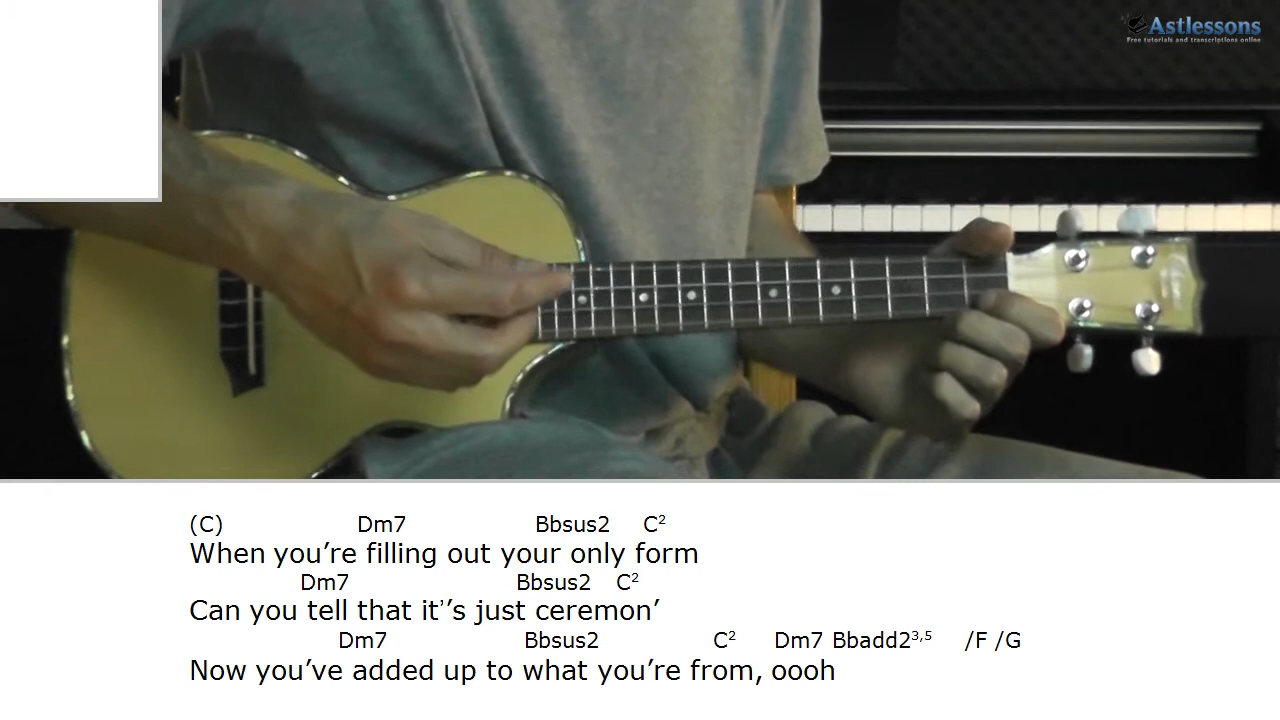 Astlessons
Free tutorials and transcriptions online
(C) Dm7 Bbsus2 C²
When you’re filling out your only form
Dm7 Bbsus2 C²
Can you tell that it’’s just ceremon’
Dm7 Bbsus2 C² Dm7 Bbadd2³,⁵ /F /G
Now you’ve added up to what you’re from, oooh